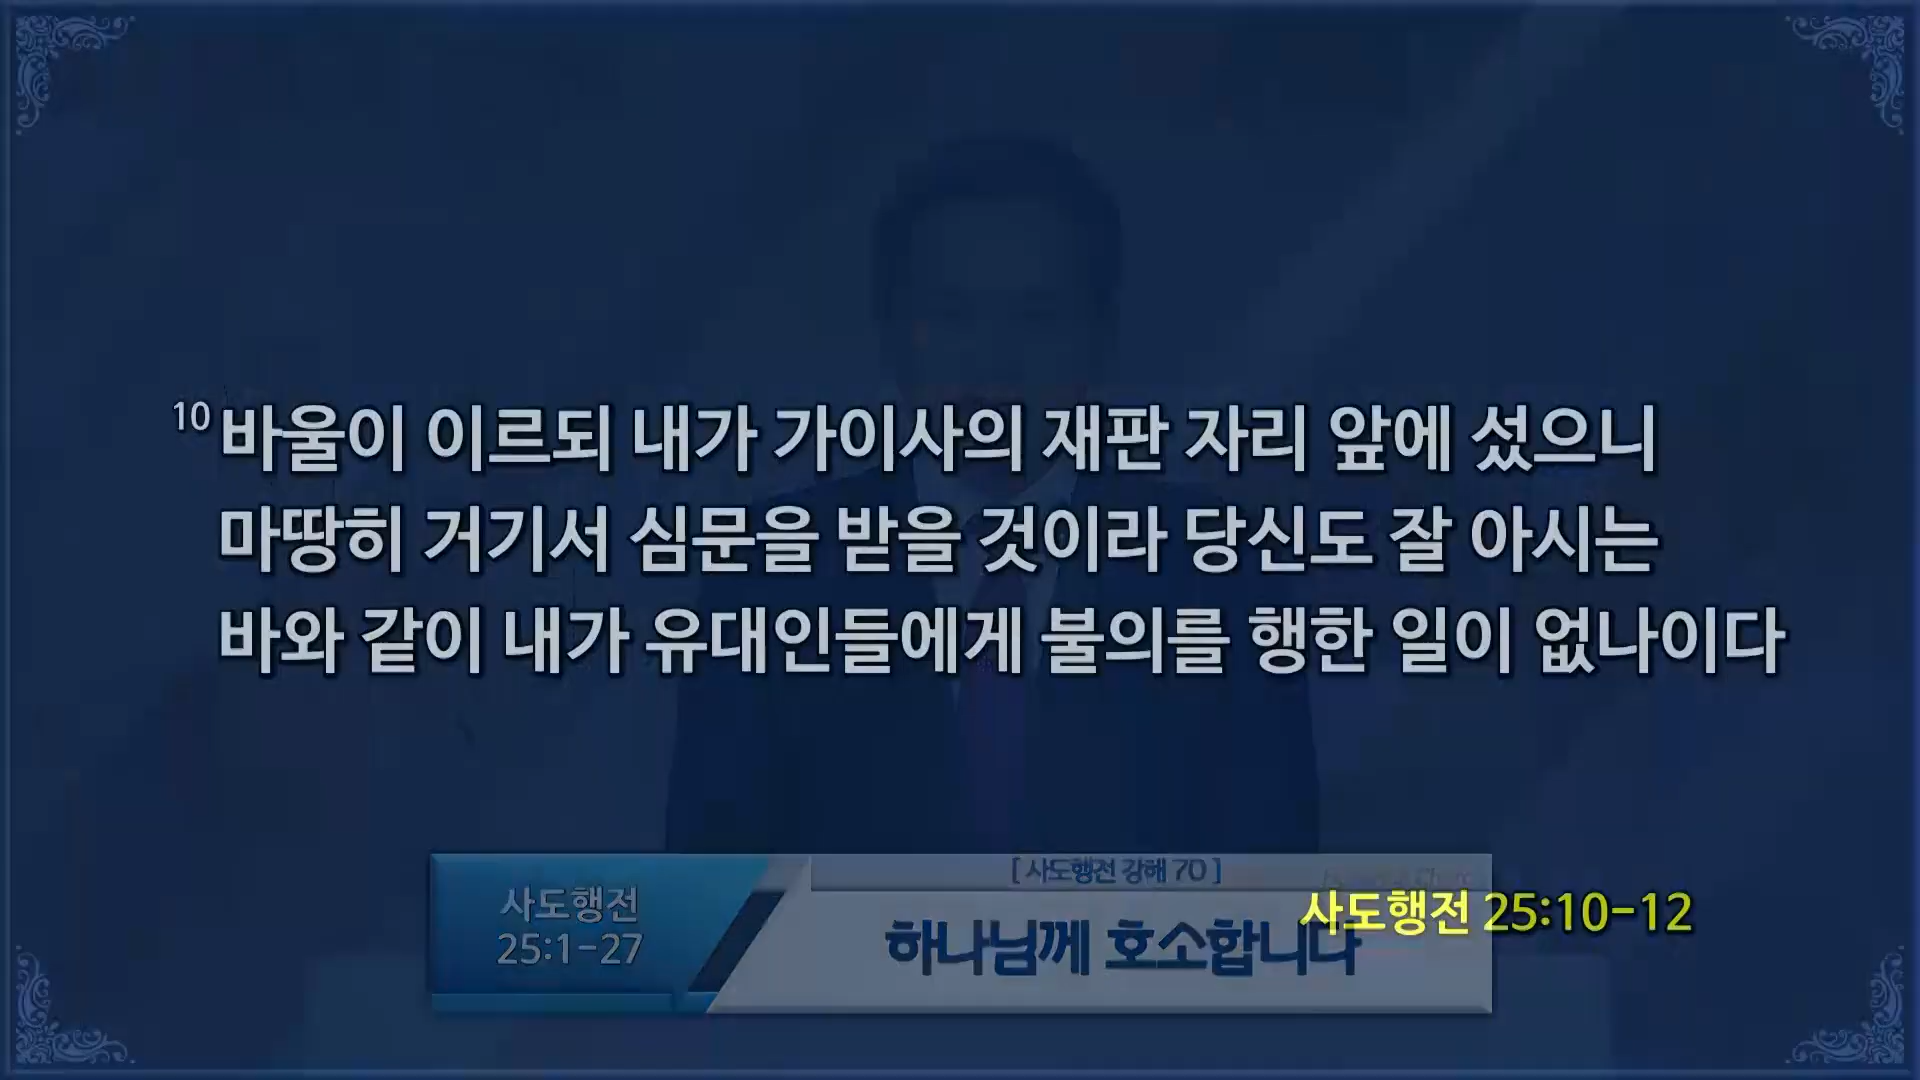 10 바울이 이르되 내가 가이사의 재판 자리 앞에 섰으니
마땅히 거기서 심문을 받을 것이라 당신도 잘 아시는
바와 같이 내가 유대인들에게 불의를 행한 일이 없나이다
사도행전 25:10-12
사도행전
25:1-27
[ 사도행전 강해 70 ]
하나님께 호소합니다